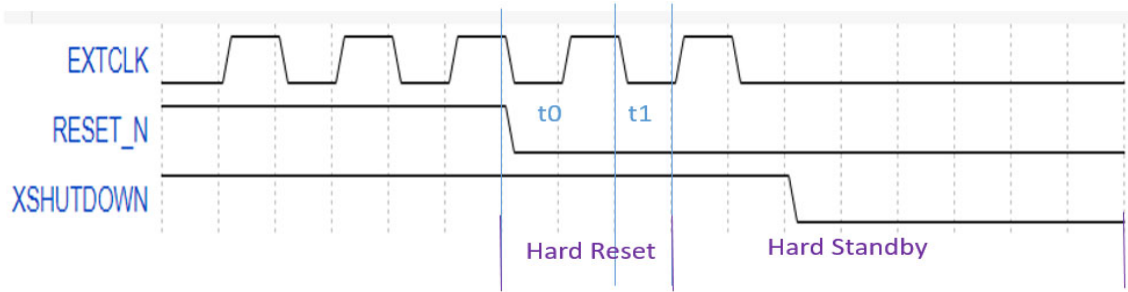 EXTCLK
RESET_N
t0
t1
XSHUTDOWN
Hard Reset
Hard Standby